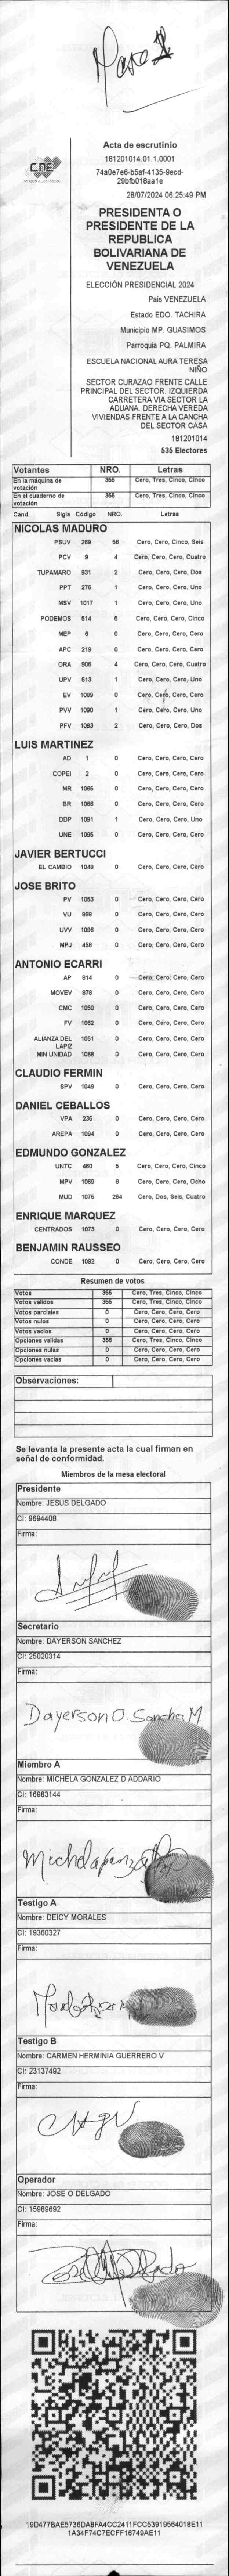 Mesa 1
CNE
Acta de escrutinio
181201014.01.1.0001
74a0e7e6-b5af-4135-9ecd-
29bfb018aa1e
28/07/2024 06:25:49 PM
PRESIDENTA O
PRESIDENTE DE LA
REPUBLICA
BOLIVARIANA DE
VENEZUELA
ELECCIÓN PRESIDENCIAL 2024
País VENEZUELA
Estado EDO. TACHIRA
Municipio MP. GUASIMOS
Parroquia PQ. PALMIRA
ESCUELA NACIONAL AURA TERESA
NIÑO
SECTOR CURAZAO FRENTE CALLE
PRINCIPAL DEL SECTOR. IZQUIERDA
CARRETERA VIA SECTOR LA
ADUANA. DERECHA VEREDA
VIVIENDAS FRENTE A LA CANCHA
DEL SECTOR CASA
181201014
535 Electores
Votantes NRO. Letras
En la máquina de votación 355 Cero, Tres, Cinco, Cinco
En el cuaderno de votación 355 Cero, Tres, Cinco, Cinco
Cand. Sigla Código NRO. Letras
NICOLAS MADURO
PSUV 269 56 Cero, Cero, Cinco, Seis
PCV 9 4 Cero, Cero, Cero, Cuatro
TUPAMARO 931 2 Cero, Cero, Cero, Dos
PPT 276 1 Cero, Cero, Cero, Uno
MSV 1017 1 Cero, Cero, Cero, Uno
PODEMOS 514 5 Cero, Cero, Cero, Cinco
MEP 6 0 Cero, Cero, Cero, Cero
APC 219 0 Cero, Cero, Cero, Cero
ORA 906 4 Cero, Cero, Cero, Cuatro
UPV 513 1 Cero, Cero, Cero, Uno
EV 1089 0 Cero, Cero, Cero, Cero
PVV 1090 1 Cero, Cero, Cero, Uno
PFV 1093 2 Cero, Cero, Cero, Dos
LUIS MARTINEZ
AD 1 0 Cero, Cero, Cero, Cero
COPEI 2 0 Cero, Cero, Cero, Cero
MR 1065 0 Cero, Cero, Cero, Cero
BR 1066 0 Cero, Cero, Cero, Cero
DDP 1091 1 Cero, Cero, Cero, Uno
UNE 1095 0 Cero, Cero, Cero, Cero
JAVIER BERTUCCI
EL CAMBIO 1048 0 Cero, Cero, Cero, Cero
JOSE BRITO
PV 1053 0 Cero, Cero, Cero, Cero
VU 969 0 Cero, Cero, Cero, Cero
UVV 1096 0 Cero, Cero, Cero, Cero
MPJ 458 0 Cero, Cero, Cero, Cero
ANTONIO ECARRI
AP 914 0 Cero, Cero, Cero, Cero
MOVEV 978 0 Cero, Cero, Cero, Cero
CMC 1050 0 Cero, Cero, Cero, Cero
FV 1062 0 Cero, Cero, Cero, Cero
ALIANZA DEL LAPIZ 1051 0 Cero, Cero, Cero, Cero
MIN UNIDAD 1068 0 Cero, Cero, Cero, Cero
CLAUDIO FERMIN
SPV 1049 0 Cero, Cero, Cero, Cero
DANIEL CEBALLOS
VPA 235 0 Cero, Cero, Cero, Cero
AREPA 1094 0 Cero, Cero, Cero, Cero
EDMUNDO GONZALEZ
UNTC 460 5 Cero, Cero, Cero, Cinco
MPV 1069 8 Cero, Cero, Cero, Ocho
MUD 1075 264 Cero, Dos, Seis, Cuatro
ENRIQUE MARQUEZ
CENTRADOS 1073 0 Cero, Cero, Cero, Cero
BENJAMIN RAUSSEO
CONDE 1092 0 Cero, Cero, Cero, Cero
Resumen de votos
Votos 355 Cero, Tres, Cinco, Cinco
Votos validos 355 Cero, Tres, Cinco, Cinco
Votos parciales 0 Cero, Cero, Cero, Cero
Votos nulos 0 Cero, Cero, Cero, Cero
Votos vacíos 0 Cero, Cero, Cero, Cero
Opciones validas 355 Cero, Tres, Cinco, Cinco
Opciones nulas 0 Cero, Cero, Cero, Cero
Opciones vacías 0 Cero, Cero, Cero, Cero
Observaciones:
Se levanta la presente acta la cual firman en
señal de conformidad.
Miembros de la mesa electoral
Presidente
Nombre: JESUS DELGADO
CI: 9694408
Firma:
Secretario
Nombre: DAYERSON SANCHEZ
CI: 25020314
Firma:
Dayerson O. Sanchez M
Miembro A
Nombre: MICHELA GONZALEZ D ADDARIO
CI: 16983144
Firma:
Testigo A
Nombre: DEICY MORALES
CI: 19360327
Firma:
Testigo B
Nombre: CARMEN HERMINIA GUERRERO V
CI: 23137492
Firma:
Operador
Nombre: JOSE O DELGADO
CI: 15989692
Firma:
19D477BAE5736DA8FA4CC2411FCC53919564018E11
1A34F74C7ECFF16749AE11